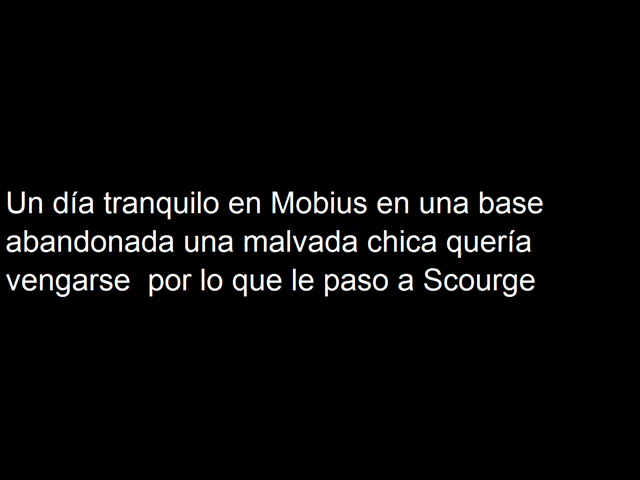 Un día tranquilo en Mobius en una base
abandonada una malvada chica quería
vengarse  por lo que le paso a Scourge